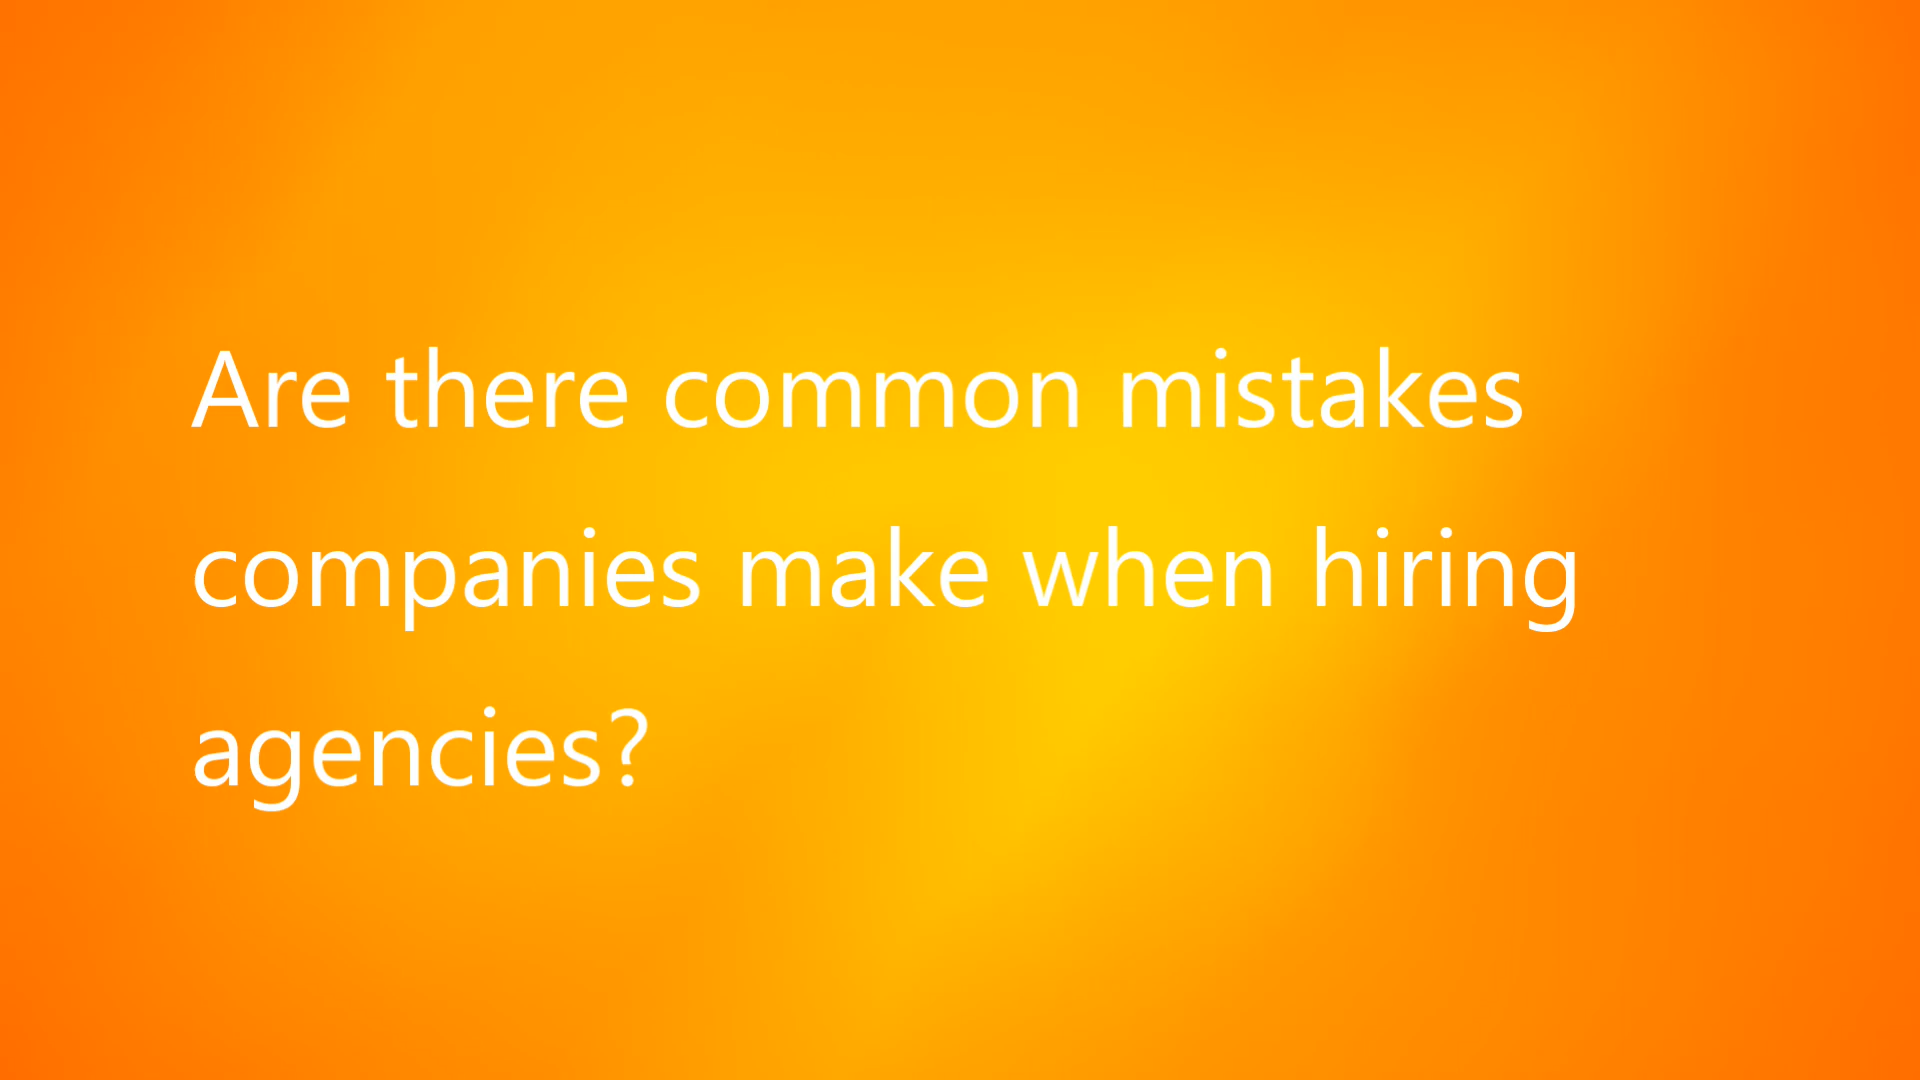 Are there common mistakes
companies make when hiring
agencies?